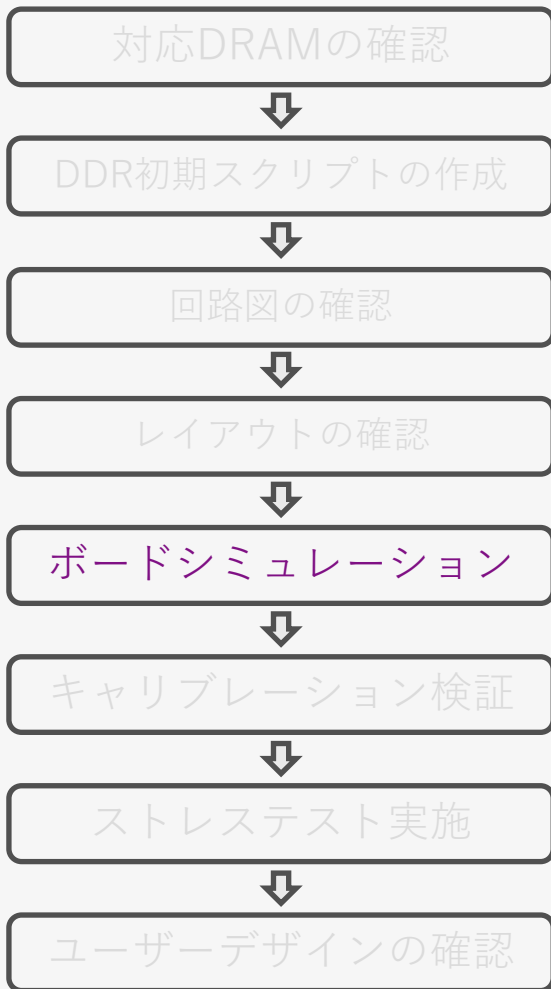 対応DRAMの確認
DDR初期スクリプトの作成
回路図の確認
レイアウトの確認
ボードシミュレーション
キャリブレーション検証
ストレステスト実施
ユーザーデザインの確認